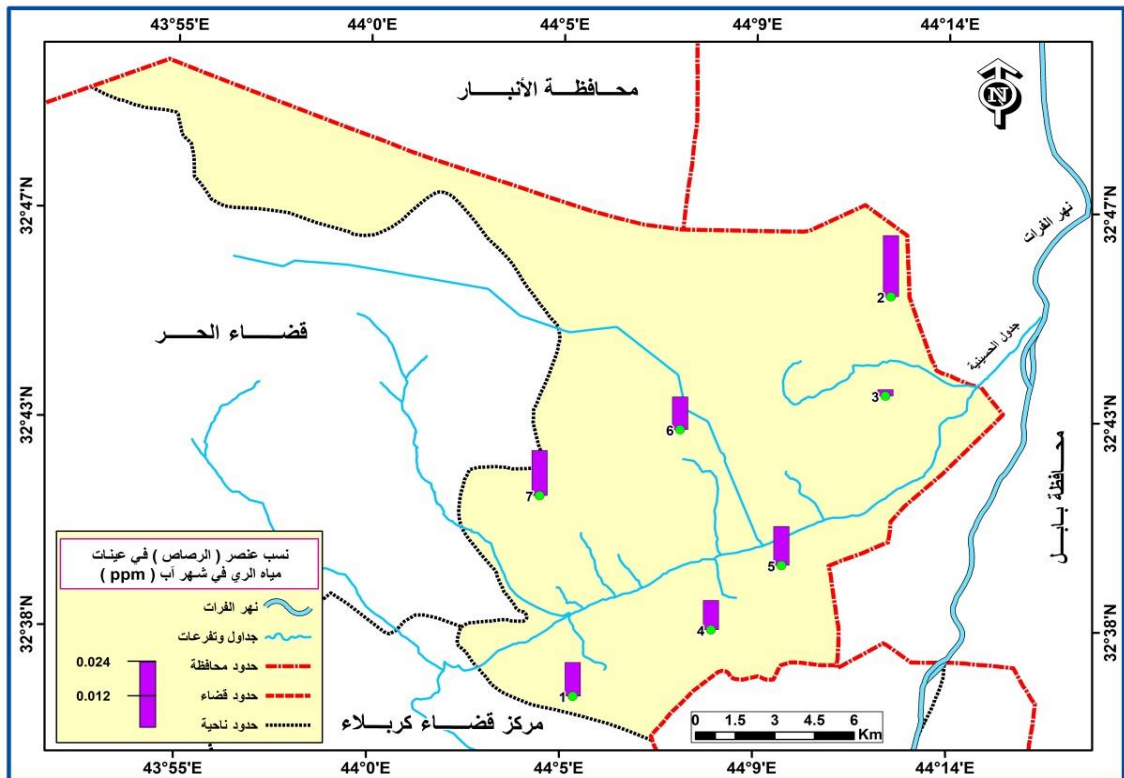 43°55'E 44°0'E 44°5'E 44°9'E 44°14'E
N
محـافظـة الأنبـــار
32°47'N 32°47'N
نهر الفرات
2
قضـــاء الحـــر
جدول الحسينية
3
32°43'N 32°43'N
6
7
محـافظة بـابـــل
5
نسب عنصر ( الرصاص ) في عينات
مياه الري في شهر آب ( ppm )
نهر الفرات
جداول وتفرعات
حدود محافظة
حدود قضاء
حدود ناحية
0.024
0.012
32°38'N 32°38'N
4
1
مركز قضـــاء كربـــلاء
0 1.5 3 4.5 6
Km
43°55'E 44°0'E 44°5'E 44°9'E 44°14'E